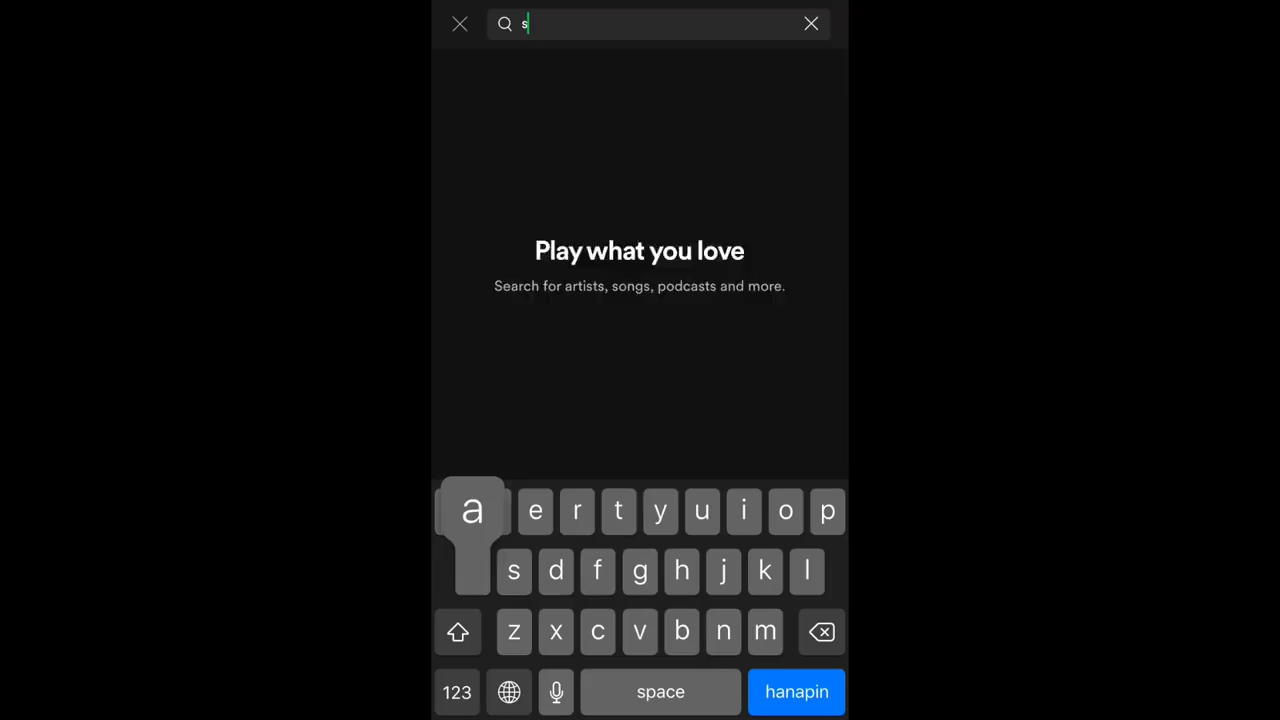 s
Play what you love
Search for artists, songs, podcasts and more.
a e r t y u i o p
s d f g h j k l
z x c v b n m
123 space hanapin